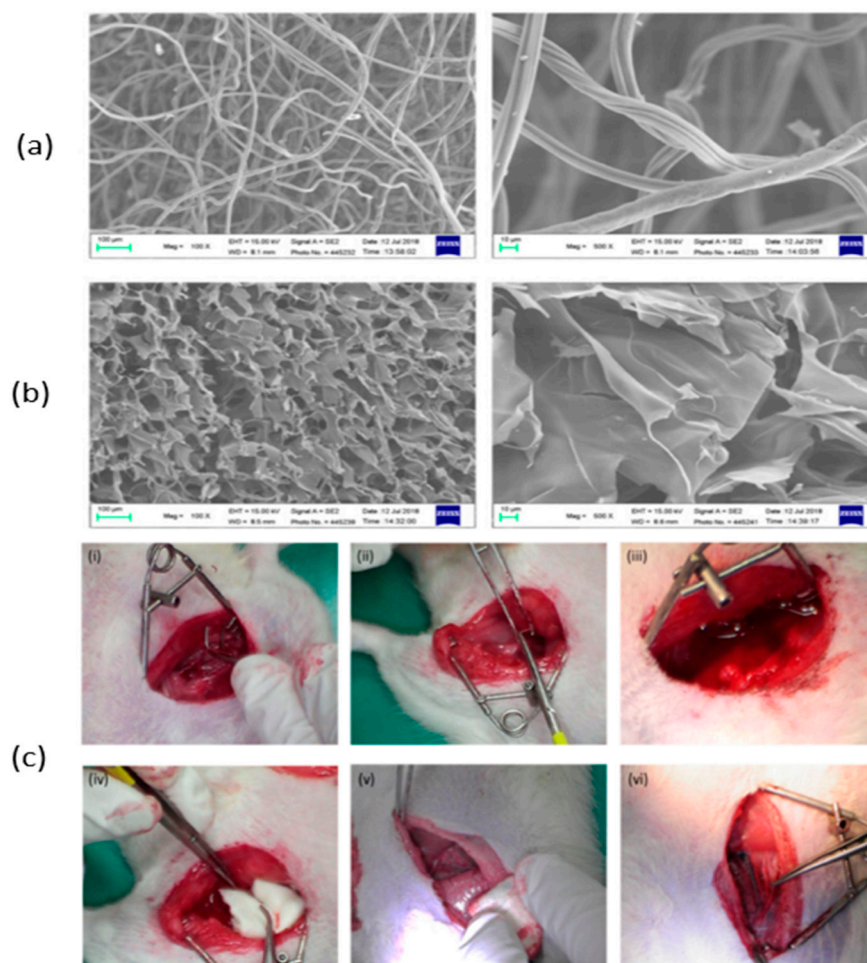 (a)
100 µm
Mag = 100 X
EHT = 15.00 kV
WD = 8.1 mm
Signal A = SE2
Photo No. = 445232
Date :12 Jul 2018
Time :13:58:02
ZEISS
10 µm
Mag = 500 X
EHT = 15.00 kV
WD = 8.1 mm
Signal A = SE2
Photo No. = 445233
Date :12 Jul 2018
Time :14:03:56
ZEISS
(b)
100 µm
Mag = 100 X
EHT = 15.00 kV
WD = 8.5 mm
Signal A = SE2
Photo No. = 445239
Date :12 Jul 2018
Time :14:32:00
ZEISS
10 µm
Mag = 500 X
EHT = 15.00 kV
WD = 8.6 mm
Signal A = SE2
Photo No. = 445241
Date :12 Jul 2018
Time :14:39:17
ZEISS
(i)
(ii)
(iii)
(c)
(iv)
(v)
(vi)